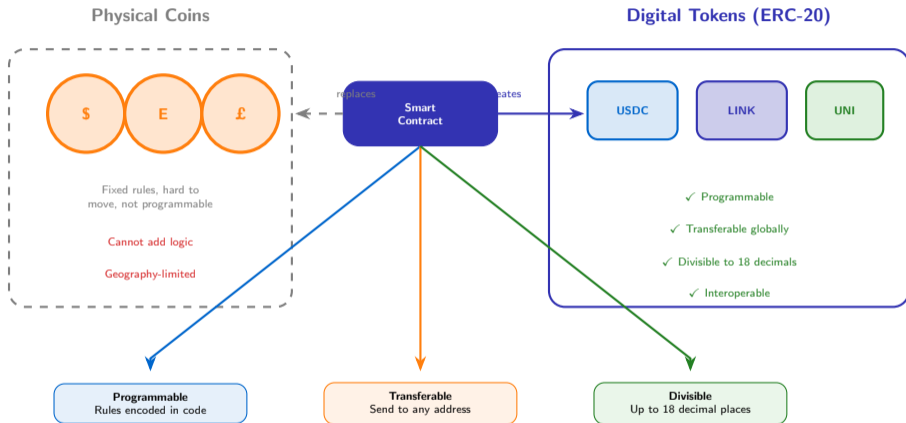 Physical Coins
Digital Tokens (ERC-20)
$
E
£
replaces
Smart
Contract
eates
USDC
LINK
UNI
Fixed rules, hard to
move, not programmable
Cannot add logic
Geography-limited
✓ Programmable
✓ Transferable globally
✓ Divisible to 18 decimals
✓ Interoperable
Programmable
Rules encoded in code
Transferable
Send to any address
Divisible
Up to 18 decimal places